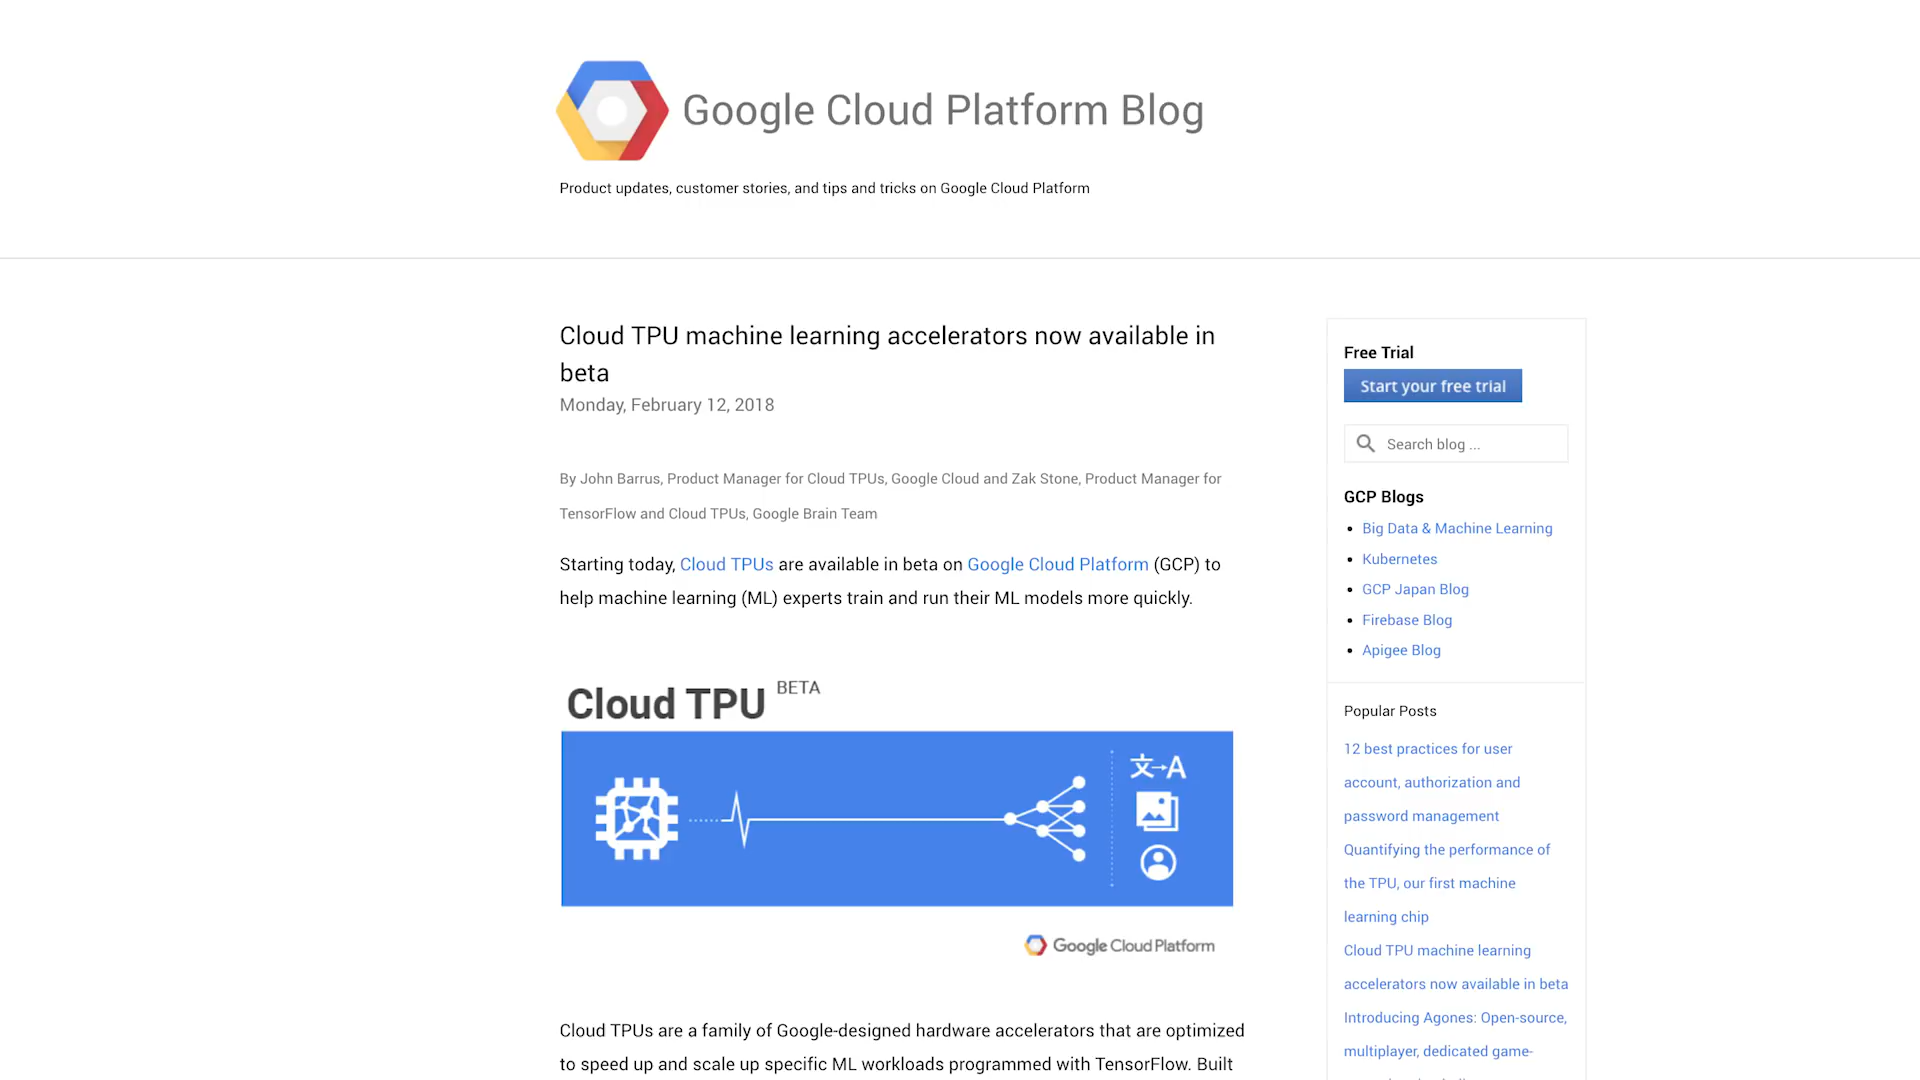 Google Cloud Platform Blog
Product updates, customer stories, and tips and tricks on Google Cloud Platform
Cloud TPU machine learning accelerators now available in
beta
Monday, February 12, 2018
By John Barrus, Product Manager for Cloud TPUs, Google Cloud and Zak Stone, Product Manager for
TensorFlow and Cloud TPUs, Google Brain Team
Starting today, Cloud TPUs are available in beta on Google Cloud Platform (GCP) to
help machine learning (ML) experts train and run their ML models more quickly.
Cloud TPU BETA
文→A
Google Cloud Platform
Cloud TPUs are a family of Google-designed hardware accelerators that are optimized
to speed up and scale up specific ML workloads programmed with TensorFlow. Built
Free Trial
Start your free trial
Search blog ...
GCP Blogs
Big Data & Machine Learning
Kubernetes
GCP Japan Blog
Firebase Blog
Apigee Blog
Popular Posts
12 best practices for user
account, authorization and
password management
Quantifying the performance of
the TPU, our first machine
learning chip
Cloud TPU machine learning
accelerators now available in beta
Introducing Agones: Open-source,
multiplayer, dedicated game-